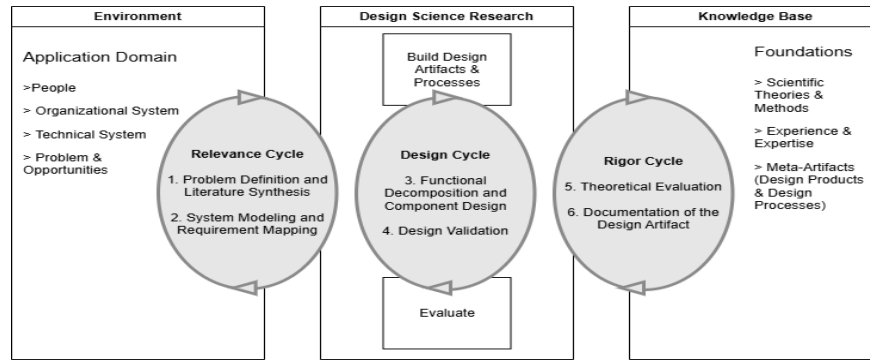 Environment
Design Science Research
Knowledge Base
Application Domain
>People
> Organizational System
> Technical System
> Problem &
Opportunities
Relevance Cycle
1. Problem Definition and
Literature Synthesis
2. System Modeling and
Requirement Mapping
Build Design
Artifacts &
Processes
Design Cycle
3. Functional
Decomposition and
Component Design
4. Design Validation
Evaluate
Rigor Cycle
5. Theoretical Evaluation
6. Documentation of the
Design Artifact
Foundations
> Scientific
Theories &
Methods
> Experience &
Expertise
> Meta-Artifacts
(Design Products
& Design
Processes)